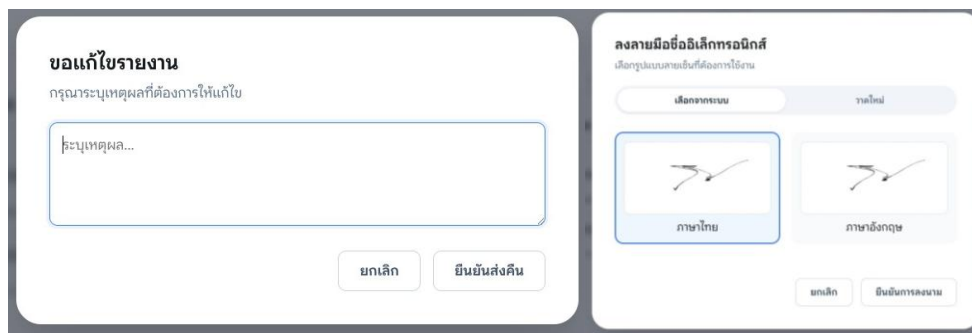 ขอแก้ไขรายงาน
กรุณาระบุเหตุผลที่ต้องการให้แก้ไข
ระบุเหตุผล...
ยกเลิก
ยืนยันส่งคืน
ลงลายมือชื่ออิเล็กทรอนิกส์
เลือกรูปแบบลายเซ็นที่ต้องการใช้งาน
เลือกจากระบบ
วาดใหม่
ภาษาไทย
ภาษาอังกฤษ
ยกเลิก
ยืนยันการลงนาม